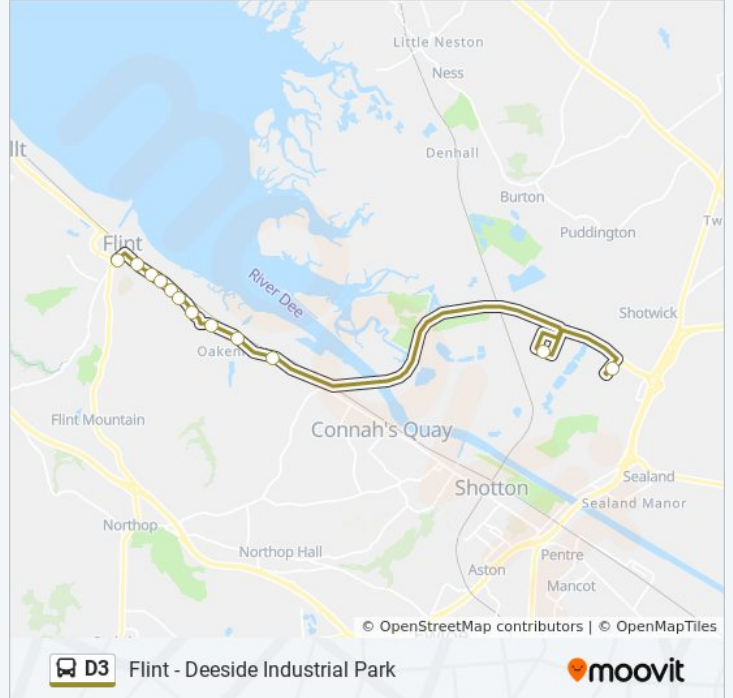 Little Neston
Ness
Denhall
llt
Burton
Tw
Puddington
Flint
River Dee
Shotwick
Oaken
Flint Mountain
Connah's Quay
Sealand
Shotton
Sealand Manor
Northop
Northop Hall
Pentre
Aston
Mancot
© OpenStreetMap contributors | © OpenMapTiles
D3 Flint - Deeside Industrial Park moovit